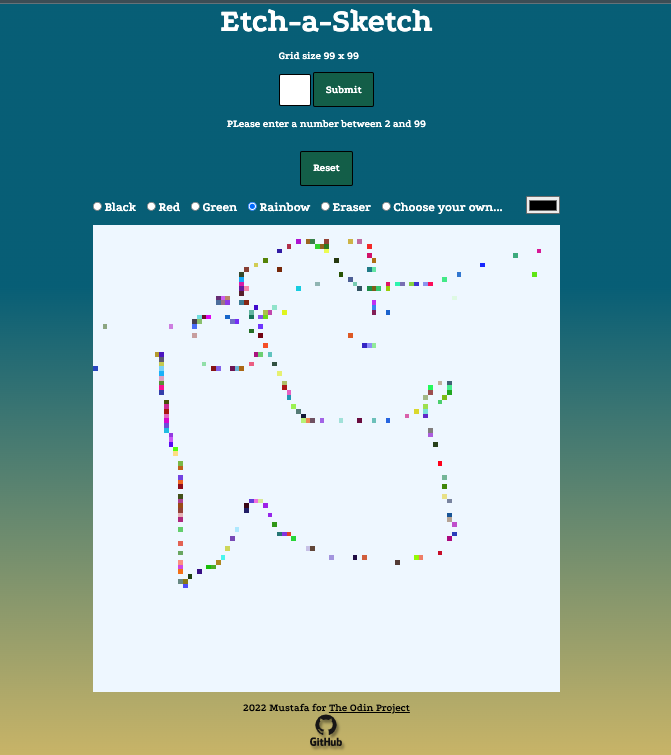 Etch-a-Sketch
Grid size 99 x 99
Submit
PLease enter a number between 2 and 99
Reset
Black Red Green Rainbow Eraser Choose your own...
2022 Mustafa for The Odin Project
GitHub